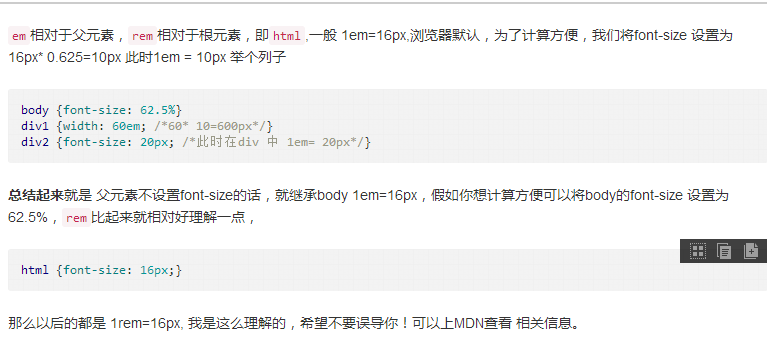 em 相对于父元素，rem 相对于根元素，即 html ,一般 1em=16px,浏览器默认，为了计算方便，我们将font-size 设置为
16px* 0.625=10px 此时1em = 10px 举个列子
body {font-size: 62.5%}
div1 {width: 60em; /*60* 10=600px*/}
div2 {font-size: 20px; /*此时在div 中 1em= 20px*/}
总结起来就是 父元素不设置font-size的话，就继承body 1em=16px，假如你想计算方便可以将body的font-size 设置为
62.5%，rem 比起来就相对好理解一点，
html {font-size: 16px;}
那么以后的都是 1rem=16px, 我是这么理解的，希望不要误导你！可以上MDN查看 相关信息。